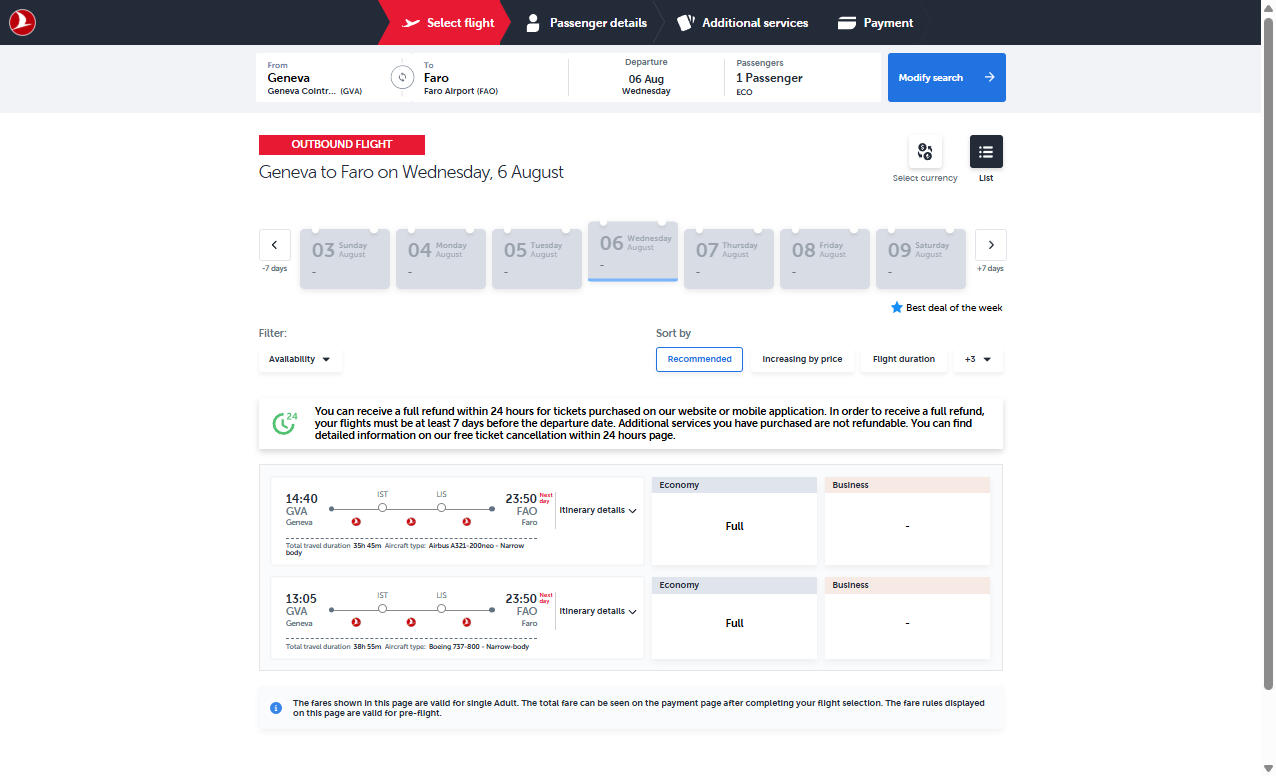 Select flight
Passenger details
Additional services
Payment
From
Geneva
Geneva Cointr... (GVA)
To
Faro
Faro Airport (FAO)
Departure
06 Aug
Wednesday
Passengers
1 Passenger
ECO
Modify search
OUTBOUND FLIGHT
Geneva to Faro on Wednesday, 6 August
Select currency
List
-7 days
03 Sunday August
-
04 Monday August
-
05 Tuesday August
-
06 Wednesday August
-
07 Thursday August
-
08 Friday August
-
09 Saturday August
-
+7 days
Best deal of the week
Filter:
Availability
Sort by
Recommended
Increasing by price
Flight duration
+3
24
You can receive a full refund within 24 hours for tickets purchased on our website or mobile application. In order to receive a full refund,
your flights must be at least 7 days before the departure date. Additional services you have purchased are not refundable. You can find
detailed information on our free ticket cancellation within 24 hours page.
14:40
GVA
Geneva
IST
LIS
23:50 Next day
FAO
Faro
Itinerary details
Total travel duration 35h 45m Aircraft type: Airbus A321-200neo - Narrow
body
Economy
Full
Business
-
13:05
GVA
Geneva
IST
LIS
23:50 Next day
FAO
Faro
Itinerary details
Total travel duration 38h 55m Aircraft type: Boeing 737-800 - Narrow-body
Economy
Full
Business
-
The fares shown in this page are valid for single Adult. The total fare can be seen on the payment page after completing your flight selection. The fare rules displayed
on this page are valid for pre-flight.